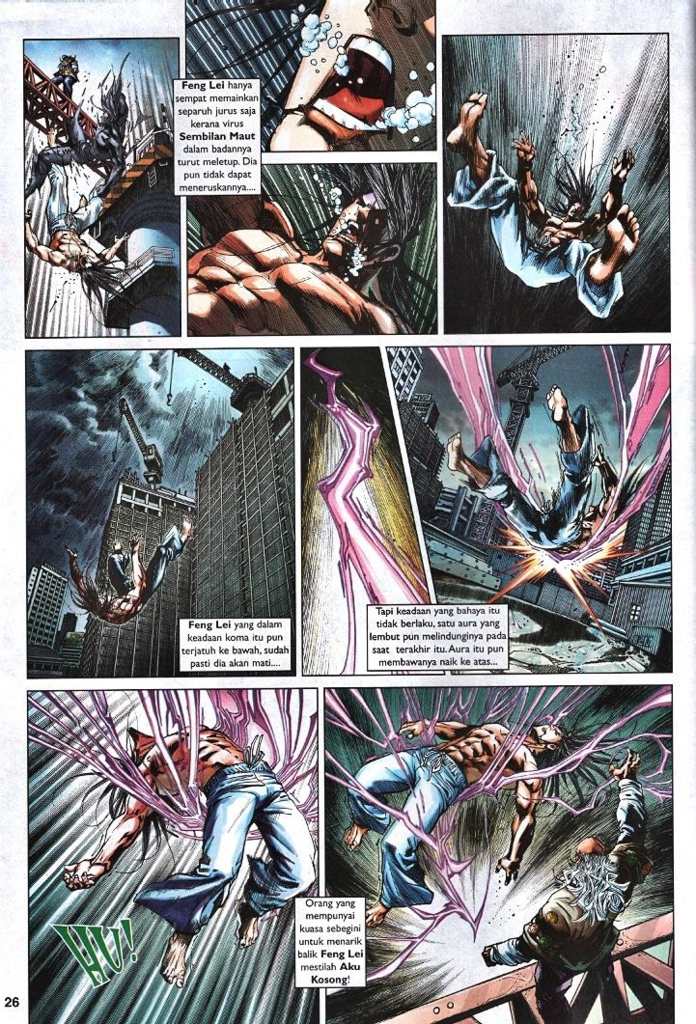 Feng Lei hanya
sempat memainkan
separuh jurus saja
kerana virus
Sembilan Maut
dalam badannya
turut meletup. Dia
pun tidak dapat
meneruskannya....
Feng Lei yang dalam
keadaan koma itu pun
terjatuh ke bawah, sudah
pasti dia akan mati....
Tapi keadaan yang bahaya itu
tidak berlaku, satu aura yang
lembut pun melindunginya pada
saat terakhir itu. Aura itu pun
membawanya naik ke atas...
HU!
Orang yang
mempunyai
kuasa sebegini
untuk menarik
balik Feng Lei
mestilah Aku
Kosong!
26